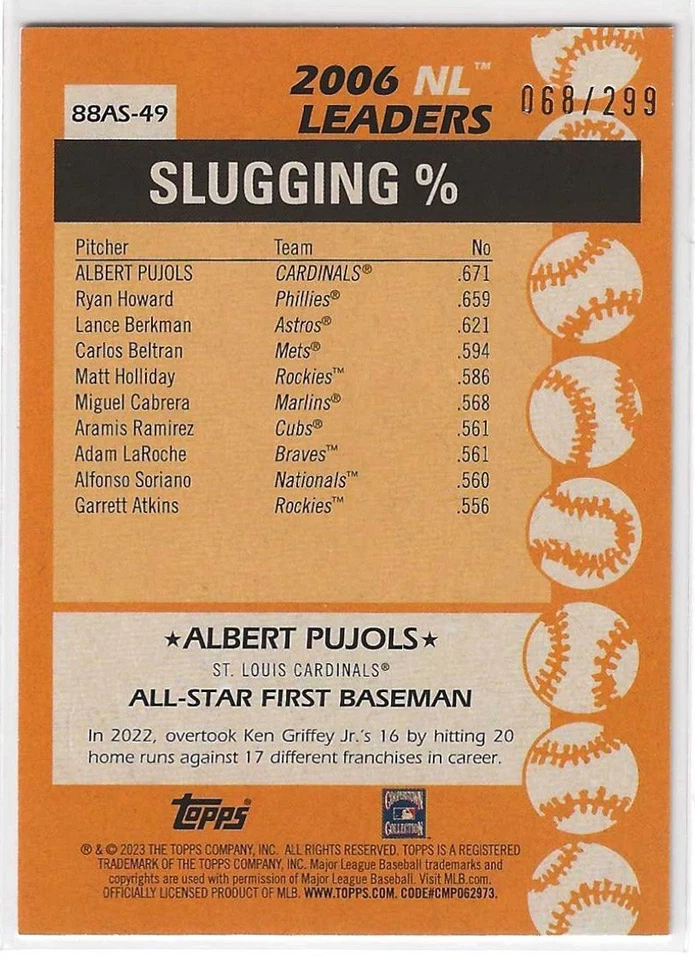 2006 NL™
LEADERS
068/299
88AS-49
SLUGGING %
Pitcher Team No
ALBERT PUJOLS CARDINALS® .671
Ryan Howard Phillies® .659
Lance Berkman Astros® .621
Carlos Beltran Mets® .594
Matt Holliday Rockies™ .586
Miguel Cabrera Marlins® .568
Aramis Ramirez Cubs® .561
Adam LaRoche Braves™ .561
Alfonso Soriano Nationals™ .560
Garrett Atkins Rockies™ .556
★ALBERT PUJOLS★
ST. LOUIS CARDINALS®
ALL-STAR FIRST BASEMAN
In 2022, overtook Ken Griffey Jr.'s 16 by hitting 20
home runs against 17 different franchises in career.
topps®
COOPERSTOWN
COLLECTION
® & © 2023 THE TOPPS COMPANY, INC. ALL RIGHTS RESERVED. TOPPS IS A REGISTERED
TRADEMARK OF THE TOPPS COMPANY, INC. Major League Baseball trademarks and
copyrights are used with permission of Major League Baseball. Visit MLB.com.
OFFICIALLY LICENSED PRODUCT OF MLB. WWW.TOPPS.COM. CODE#CMP062973.